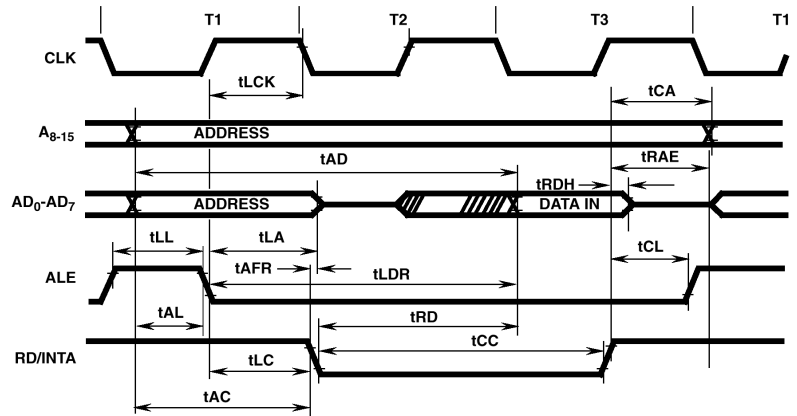 T1 T2 T3 T1
CLK
tLCK
tCA
A8-15
ADDRESS
tAD
tRAE
tRDH
AD0-AD7
ADDRESS
DATA IN
tLL
tLA
tCL
tAFR
tLDR
ALE
tAL
tRD
tCC
RD/INTA
tLC
tAC